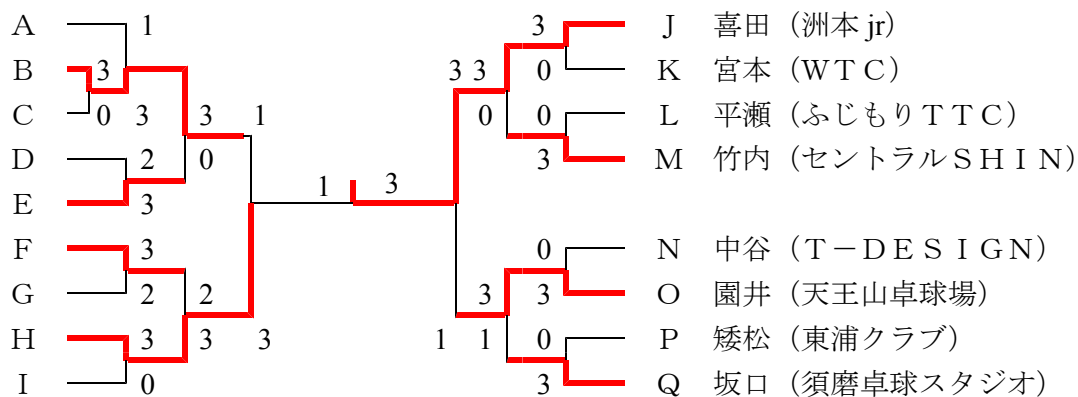 A 1 3 J 喜田（洲本 jr)
B 3 3 3 0 K 宮本（WTC）
C 0 3 3 1 0 0 L 平瀬（ふじもりTTC）
D 2 0 3 M 竹内（セントラルSHIN）
E 3 1 3
F 3 0 N 中谷（T－DESIGN）
G 2 2 3 3 O 園井（天王山卓球場）
H 3 3 3 1 1 0 P 矮松（東浦クラブ）
I 0 3 Q 坂口（須磨卓球スタジオ）